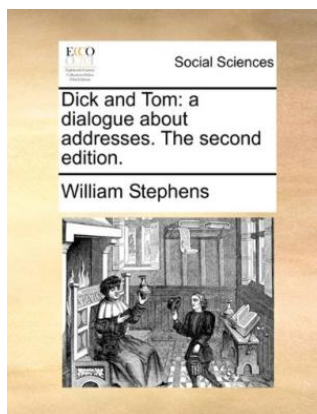 ECCO
Social Sciences
Dick and Tom: a
dialogue about
addresses. The second
edition.
William Stephens